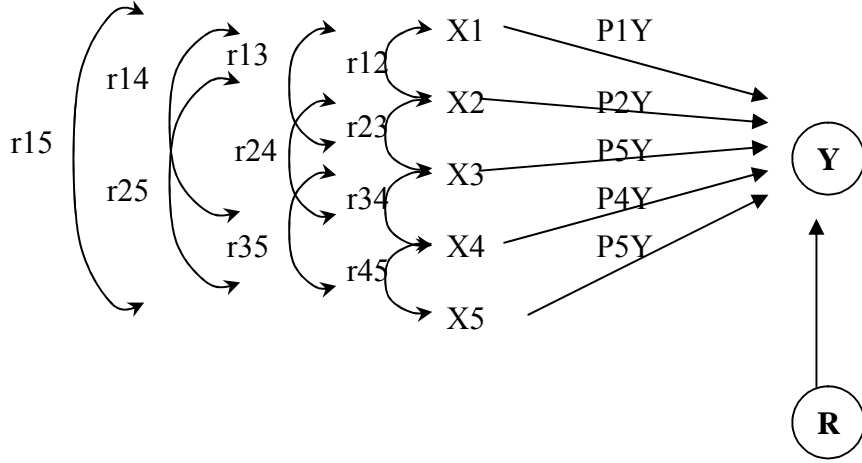 X1 P1Y
r13
r12
r14
X2 P2Y
r23
r15 r24 P5Y Y
X3
r25 r34 P4Y
r35 X4
r45 P5Y
X5
R